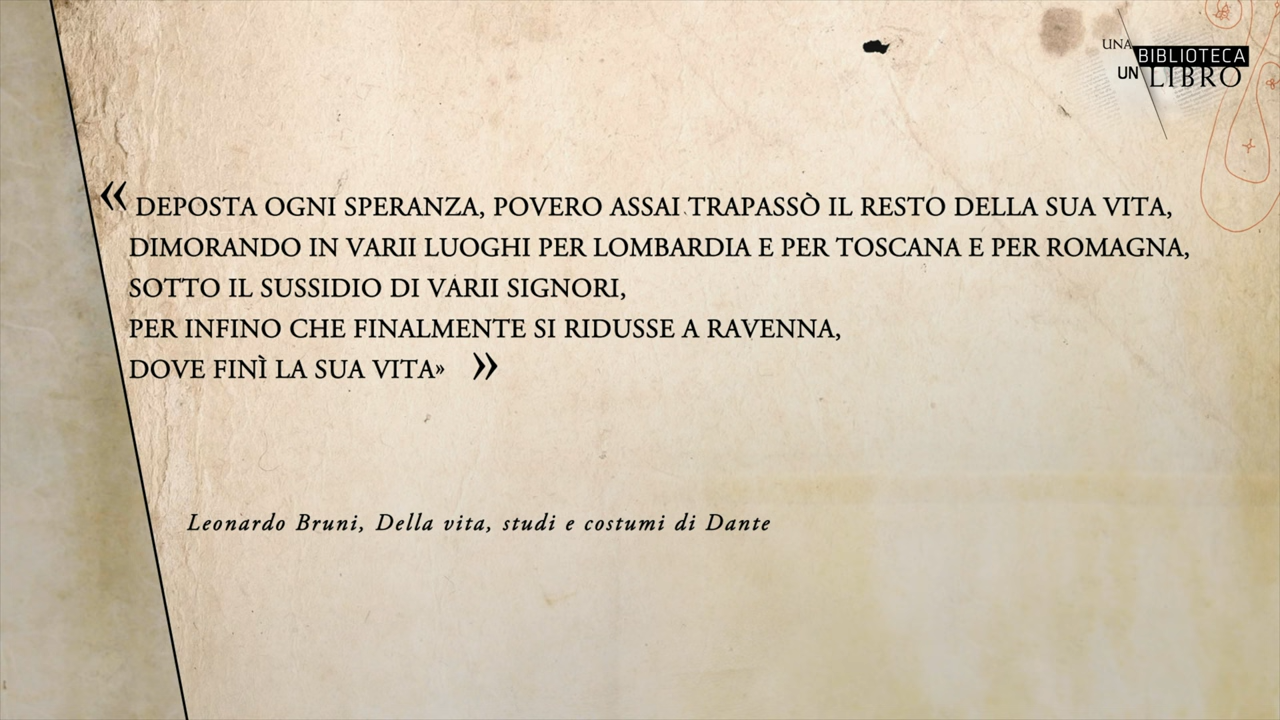 UNA
BIBLIOTECA
UN LIBRO
« DEPOSTA OGNI SPERANZA, POVERO ASSAI TRAPASSÒ IL RESTO DELLA SUA VITA,
DIMORANDO IN VARII LUOGHI PER LOMBARDIA E PER TOSCANA E PER ROMAGNA,
SOTTO IL SUSSIDIO DI VARII SIGNORI,
PER INFINO CHE FINALMENTE SI RIDUSSE A RAVENNA,
DOVE FINÌ LA SUA VITA» »
Leonardo Bruni, Della vita, studi e costumi di Dante